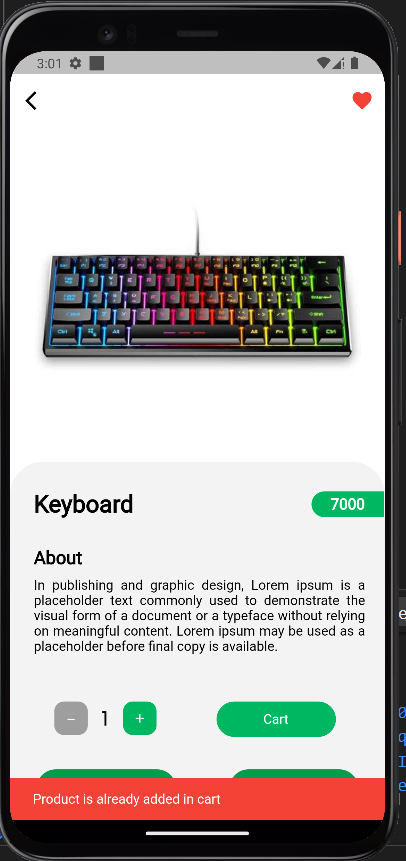 3:01
Keyboard
7000
About
In publishing and graphic design, Lorem ipsum is a
placeholder text commonly used to demonstrate the
visual form of a document or a typeface without relying
on meaningful content. Lorem ipsum may be used as a
placeholder before final copy is available.
− 1 +
Cart
Product is already added in cart